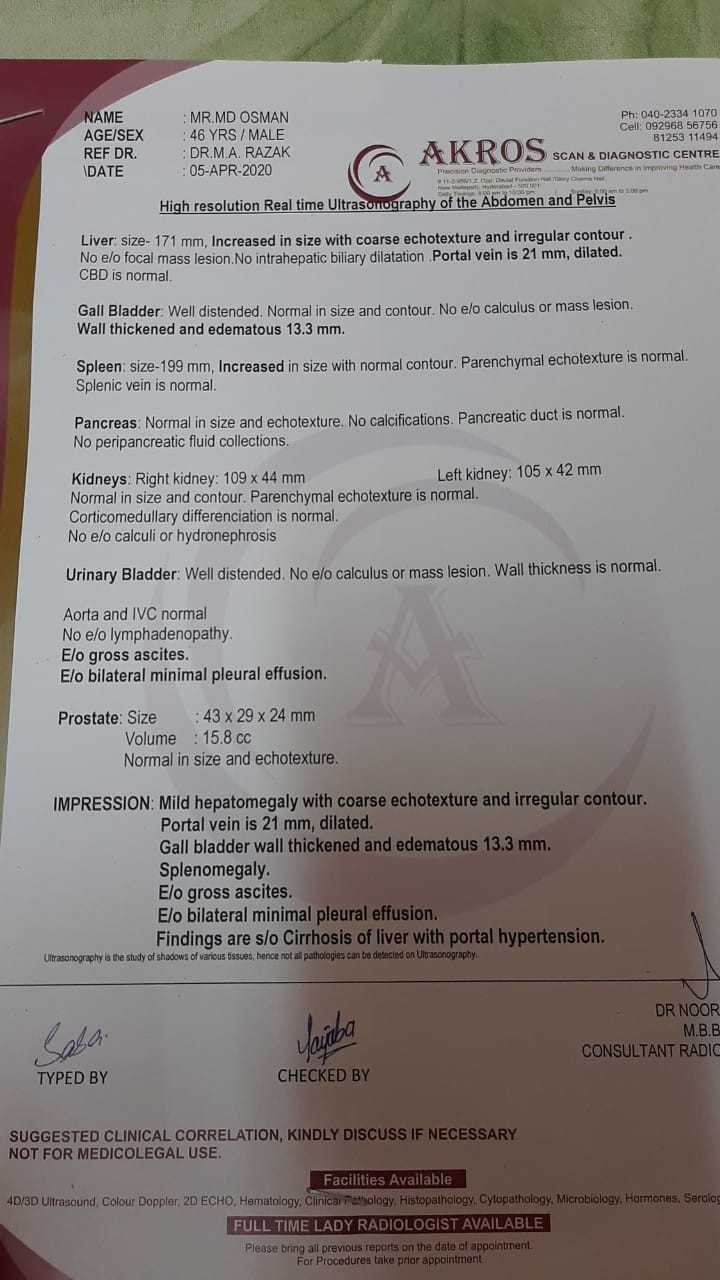 NAME : MR.MD OSMAN
AGE/SEX : 46 YRS / MALE
REF DR. : DR.M.A. RAZAK
\DATE : 05-APR-2020
Ph: 040-2334 1070
Cell: 092968 56756
81253 11494
A
AKROS SCAN & DIAGNOSTIC CENTRE
Precision Diagnostic Providers ............ Making Difference in Improving Health Care
High resolution Real time Ultrasonography of the Abdomen and Pelvis
Liver: size- 171 mm, Increased in size with coarse echotexture and irregular contour .
No e/o focal mass lesion.No intrahepatic biliary dilatation .Portal vein is 21 mm, dilated.
CBD is normal.
Gall Bladder: Well distended. Normal in size and contour. No e/o calculus or mass lesion.
Wall thickened and edematous 13.3 mm.
Spleen: size-199 mm, Increased in size with normal contour. Parenchymal echotexture is normal.
Splenic vein is normal.
Pancreas: Normal in size and echotexture. No calcifications. Pancreatic duct is normal.
No peripancreatic fluid collections.
Kidneys: Right kidney: 109 x 44 mm Left kidney: 105 x 42 mm
Normal in size and contour. Parenchymal echotexture is normal.
Corticomedullary differenciation is normal.
No e/o calculi or hydronephrosis
Urinary Bladder: Well distended. No e/o calculus or mass lesion. Wall thickness is normal.
Aorta and IVC normal
No e/o lymphadenopathy.
E/o gross ascites.
E/o bilateral minimal pleural effusion.
A
Prostate: Size : 43 x 29 x 24 mm
Volume : 15.8 cc
Normal in size and echotexture.
IMPRESSION: Mild hepatomegaly with coarse echotexture and irregular contour.
Portal vein is 21 mm, dilated.
Gall bladder wall thickened and edematous 13.3 mm.
Splenomegaly.
E/o gross ascites.
E/o bilateral minimal pleural effusion.
Findings are s/o Cirrhosis of liver with portal hypertension.
Ultrasonography is the study of shadows of various tissues, hence not all pathologies can be detected on Ultrasonography.
DR NOOR
M.B.B
CONSULTANT RADIO
TYPED BY
CHECKED BY
SUGGESTED CLINICAL CORRELATION, KINDLY DISCUSS IF NECESSARY
NOT FOR MEDICOLEGAL USE.
Facilities Available
4D/3D Ultrasound, Colour Doppler, 2D ECHO, Hematology, Clinical Pathology, Histopathology, Cytopathology, Microbiology, Hormones, Serolog
FULL TIME LADY RADIOLOGIST AVAILABLE
Please bring all previous reports on the date of appointment.
For Procedures take prior appointment